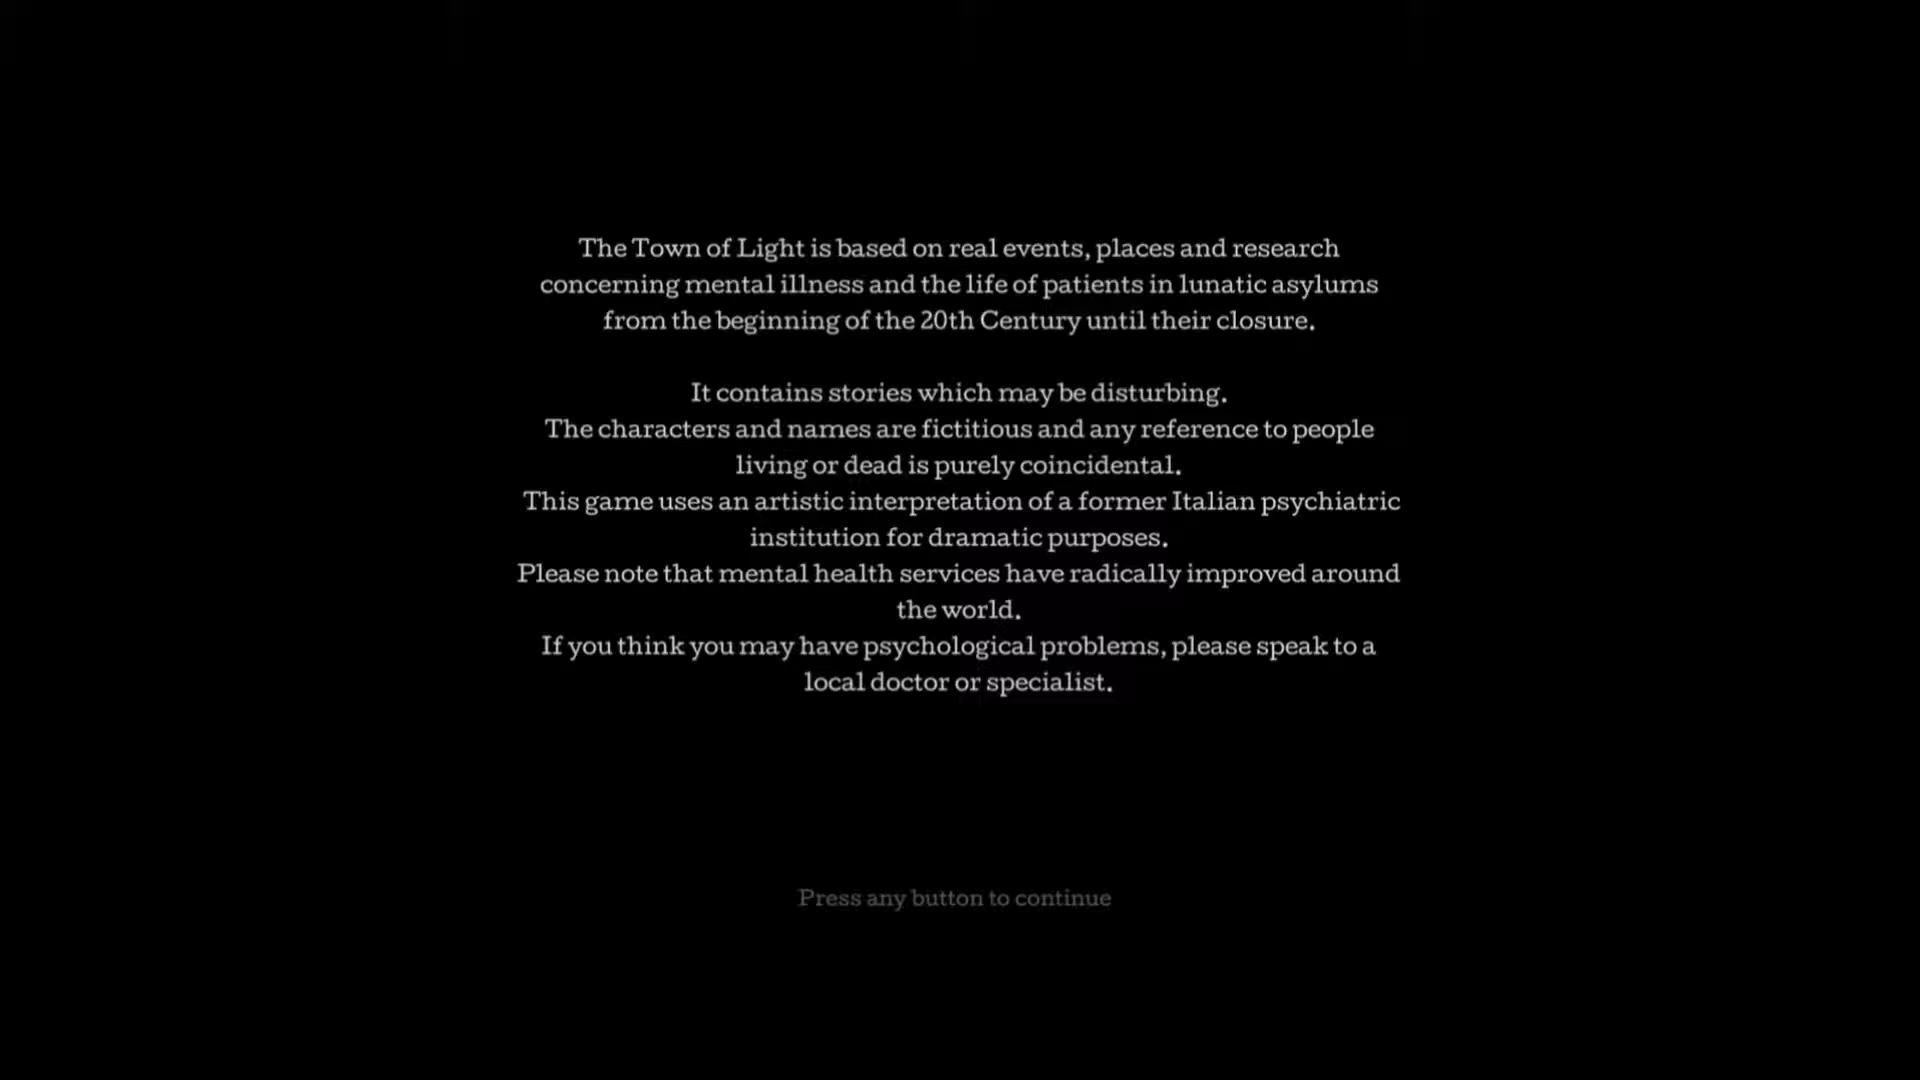 The Town of Light is based on real events, places and research
concerning mental illness and the life of patients in lunatic asylums
from the beginning of the 20th Century until their closure.
It contains stories which may be disturbing.
The characters and names are fictitious and any reference to people
living or dead is purely coincidental.
This game uses an artistic interpretation of a former Italian psychiatric
institution for dramatic purposes.
Please note that mental health services have radically improved around
the world.
If you think you may have psychological problems, please speak to a
local doctor or specialist.
Press any button to continue